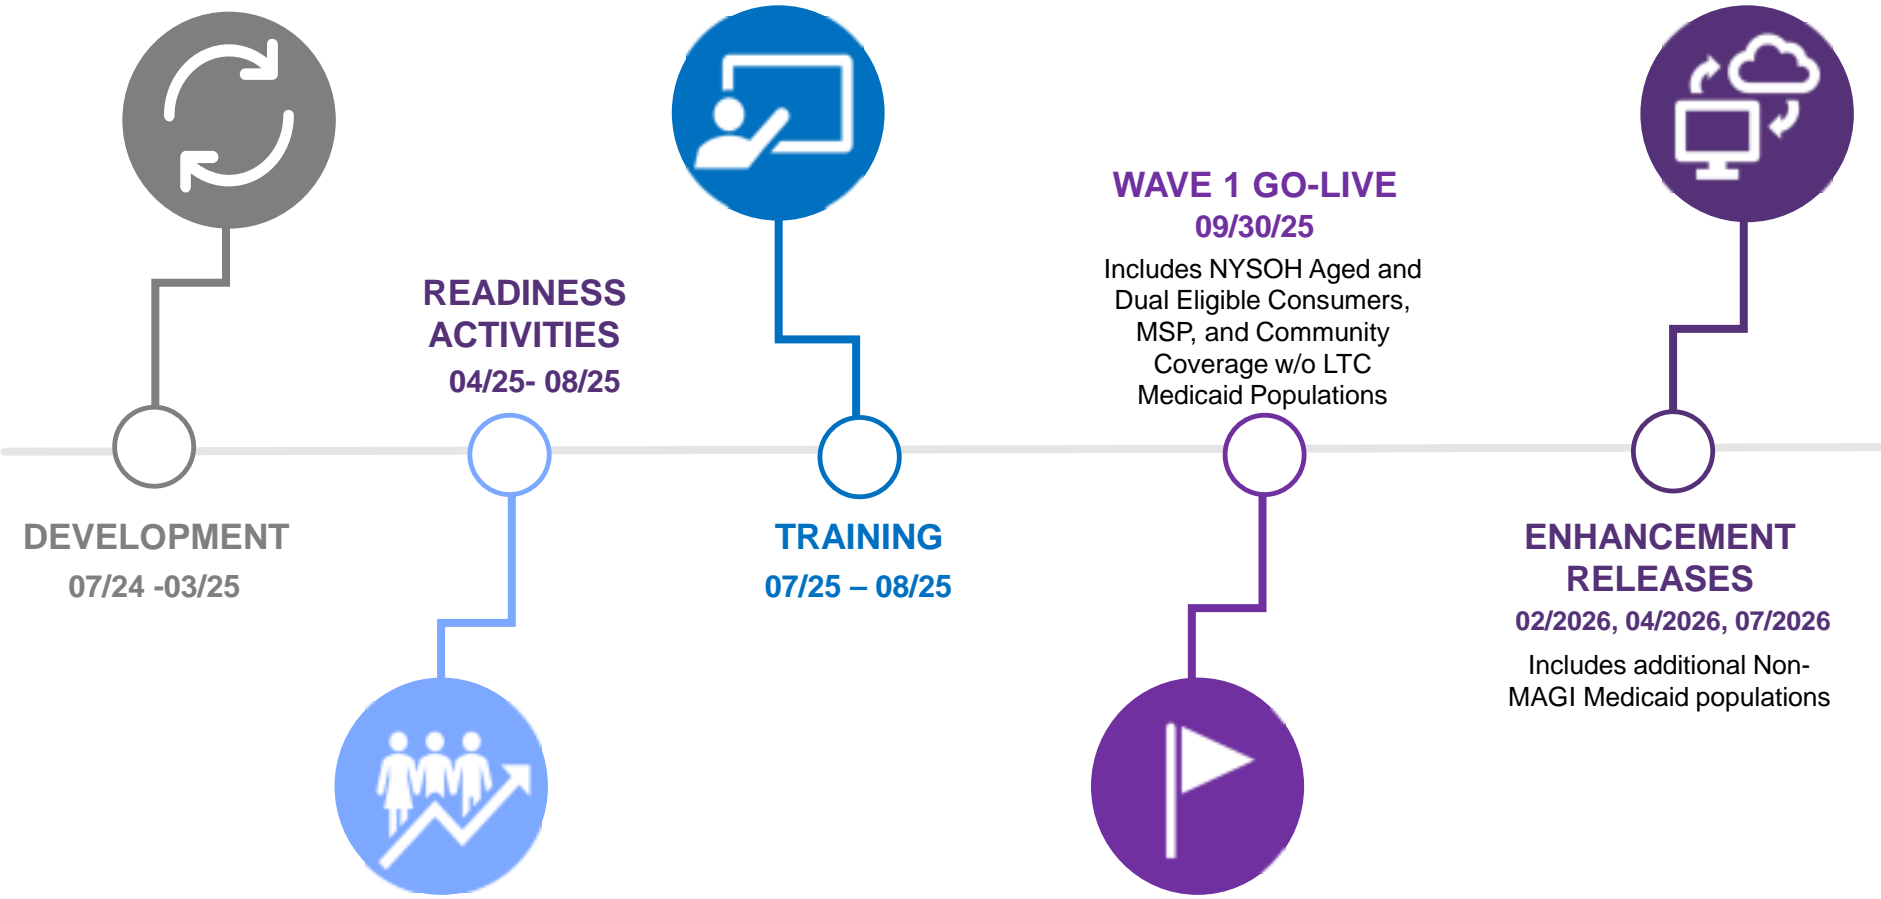 DEVELOPMENT
07/24 -03/25
READINESS
ACTIVITIES
04/25- 08/25
TRAINING
07/25 – 08/25
WAVE 1 GO-LIVE
09/30/25
Includes NYSOH Aged and
Dual Eligible Consumers,
MSP, and Community
Coverage w/o LTC
Medicaid Populations
ENHANCEMENT
RELEASES
02/2026, 04/2026, 07/2026
Includes additional Non-
MAGI Medicaid populations